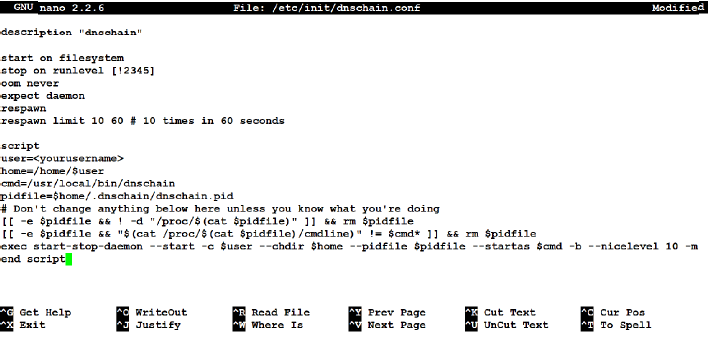 GNU nano 2.2.6 File: /etc/init/dnschain.conf Modified
description "dnschain"
start on filesystem
stop on runlevel [!2345]
oom never
expect daemon
respawn
respawn limit 10 60 # 10 times in 60 seconds
script
user=<yourusername>
home=/home/$user
cmd=/usr/local/bin/dnschain
pidfile=$home/.dnschain/dnschain.pid
# Don't change anything below here unless you know what you're doing
[[ -e $pidfile && ! -d "/proc/$(cat $pidfile)" ]] && rm $pidfile
[[ -e $pidfile && "$(cat /proc/$(cat $pidfile)/cmdline)" != $cmd* ]] && rm $pidfile
exec start-stop-daemon --start -c $user --chdir $home --pidfile $pidfile --startas $cmd -b --nicelevel 10 -m
end script
^G Get Help ^O WriteOut ^R Read File ^Y Prev Page ^K Cut Text ^C Cur Pos
^X Exit ^J Justify ^W Where Is ^V Next Page ^U UnCut Text ^T To Spell